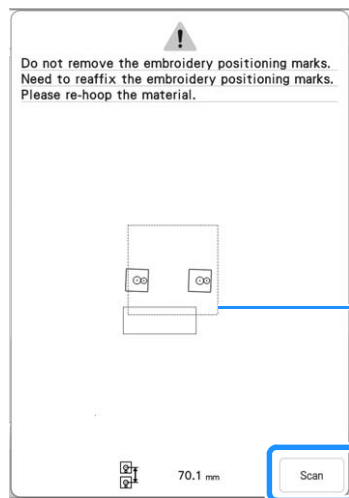 Do not remove the embroidery positioning marks.
Need to reaffix the embroidery positioning marks.
Please re-hoop the material.
70.1 mm
Scan